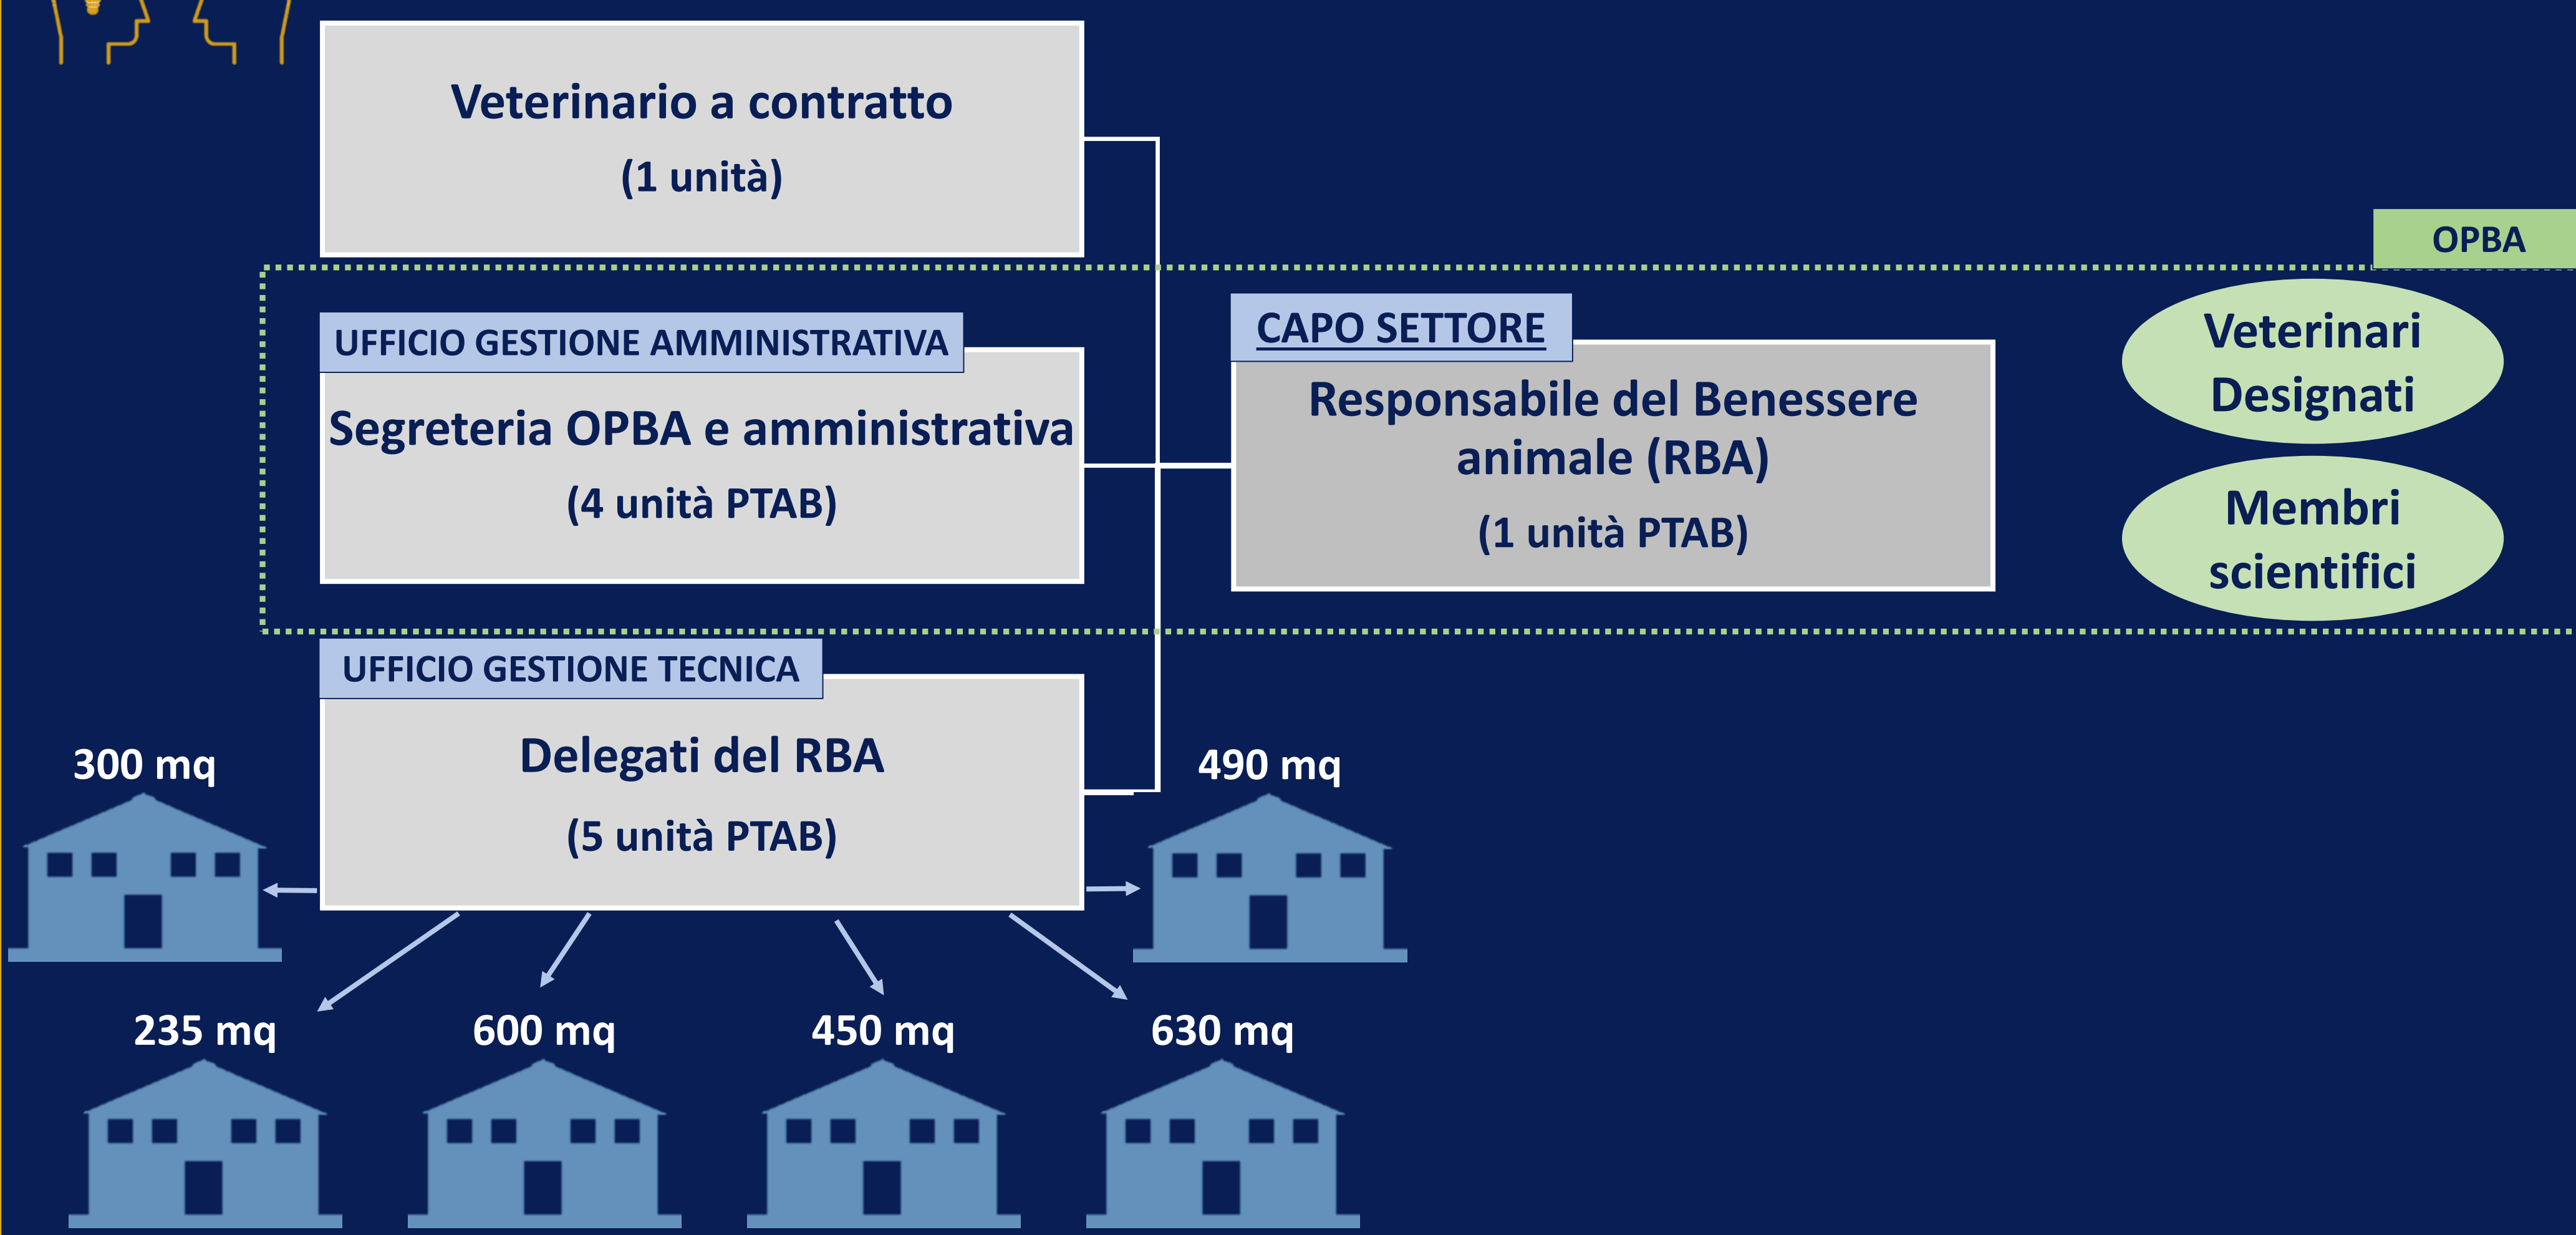 Veterinario a contratto
(1 unità)
OPBA
UFFICIO GESTIONE AMMINISTRATIVA
Segreteria OPBA e amministrativa
(4 unità PTAB)
CAPO SETTORE
Responsabile del Benessere
animale (RBA)
(1 unità PTAB)
Veterinari
Designati
Membri
scientifici
UFFICIO GESTIONE TECNICA
Delegati del RBA
(5 unità PTAB)
300 mq
490 mq
235 mq
600 mq
450 mq
630 mq